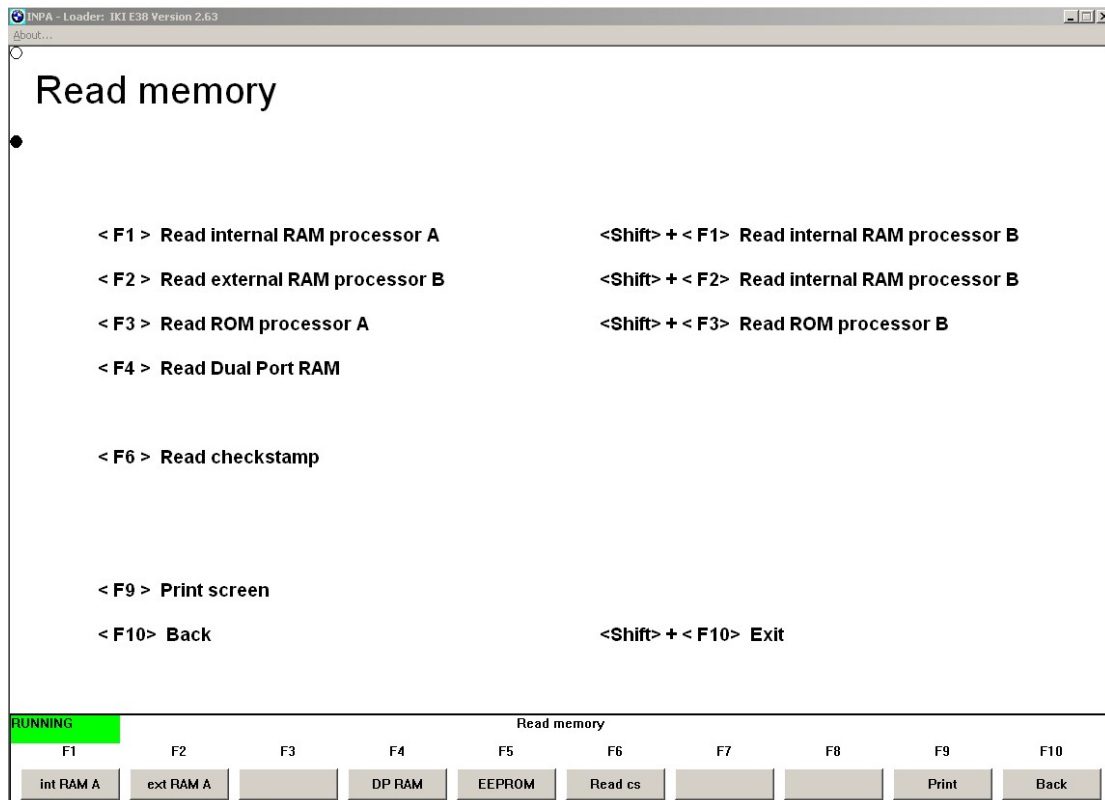 INPA - Loader: IKI E38 Version 2.63
About...
Read memory
< F1 > Read internal RAM processor A <Shift> + < F1> Read internal RAM processor B
< F2 > Read external RAM processor B <Shift> + < F2> Read internal RAM processor B
< F3 > Read ROM processor A <Shift> + < F3> Read ROM processor B
< F4 > Read Dual Port RAM
< F6 > Read checkstamp
< F9 > Print screen
< F10> Back <Shift> + < F10> Exit
RUNNING Read memory
F1 F2 F3 F4 F5 F6 F7 F8 F9 F10
int RAM A ext RAM A DP RAM EEPROM Read cs Print Back